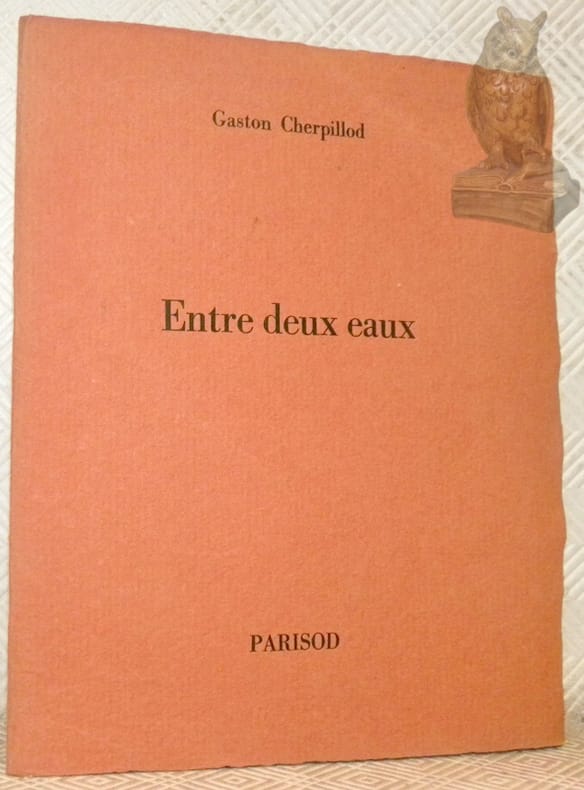 Gaston Cherpillod
Entre deux eaux
PARISOD